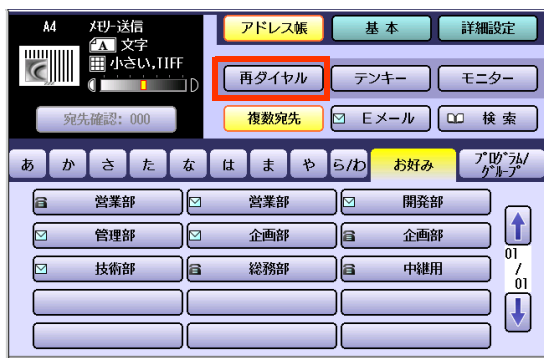 A4 ﾒﾓﾘｰ送信
A 文字
小さい,TIFF
D
宛先確認: 000
アドレス帳 基本 詳細設定
再ダイヤル テンキー モニター
複数宛先 Eメール 検索
あ か さ た な は ま や ら/わ お好み ﾌﾟﾛｸﾞﾗﾑ/
ｸﾞﾙｰﾌﾟ
営業部 営業部 開発部
管理部 企画部 企画部
技術部 総務部 中継用
01
/
01